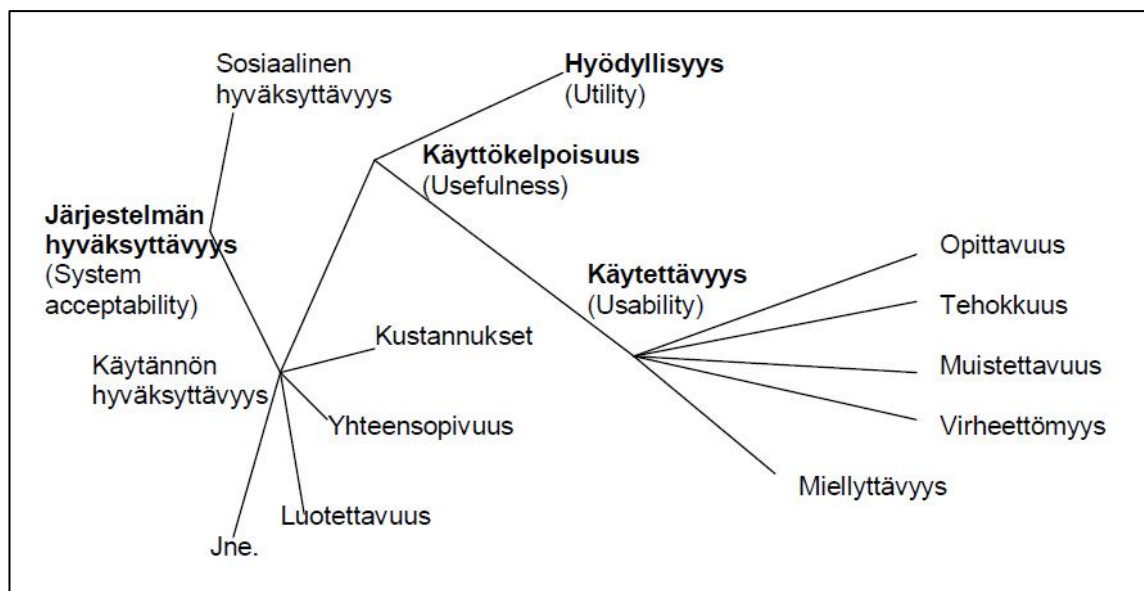 Sosiaalinen
hyväksyttävyys
Hyödyllisyys
(Utility)
Käyttökelpoisuus
(Usefulness)
Järjestelmän
hyväksyttävyys
(System
acceptability)
Käytettävyys
(Usability)
Opittavuus
Tehokkuus
Muistettavuus
Virheettömyys
Miellyttävyys
Kustannukset
Käytännön
hyväksyttävyys
Yhteensopivuus
Luotettavuus
Jne.